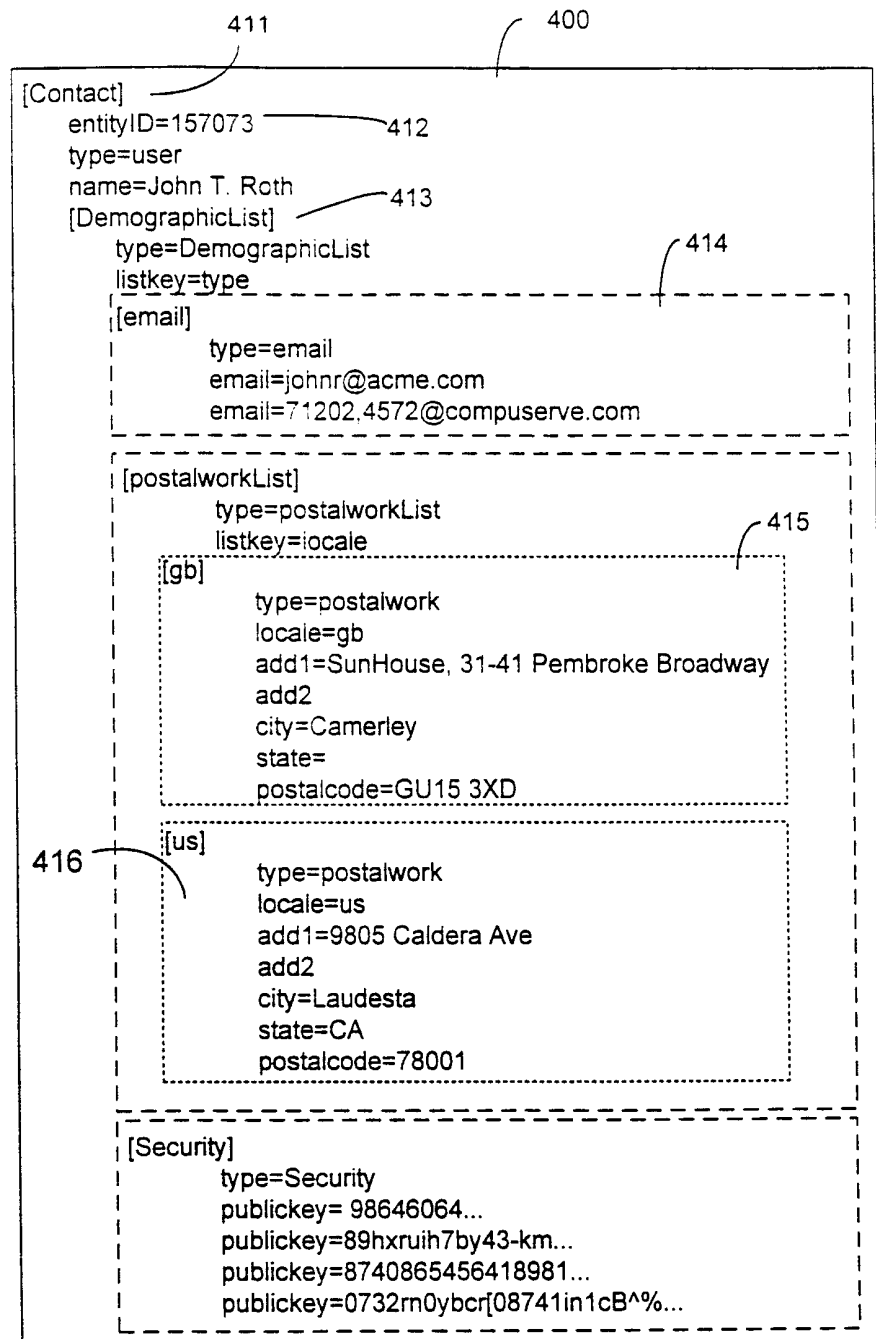 411
400
[Contact]
entityID=157073
412
type=user
name=John T. Roth
413
[DemographicList]
type=DemographicList
414
listkey=type
[email]
type=email
email=johnr@acme.com
email=71202,4572@compuserve.com
[postalworkList]
type=postalworkList
415
listkey=locale
[gb]
type=postalwork
locale=gb
add1=SunHouse, 31-41 Pembroke Broadway
add2
city=Camerley
state=
postalcode=GU15 3XD
[us]
416
type=postalwork
locale=us
add1=9805 Caldera Ave
add2
city=Laudesta
state=CA
postalcode=78001
[Security]
type=Security
publickey= 98646064...
publickey=89hxruih7by43-km...
publickey=8740865456418981...
publickey=0732rn0ybcr[08741in1cB^%...